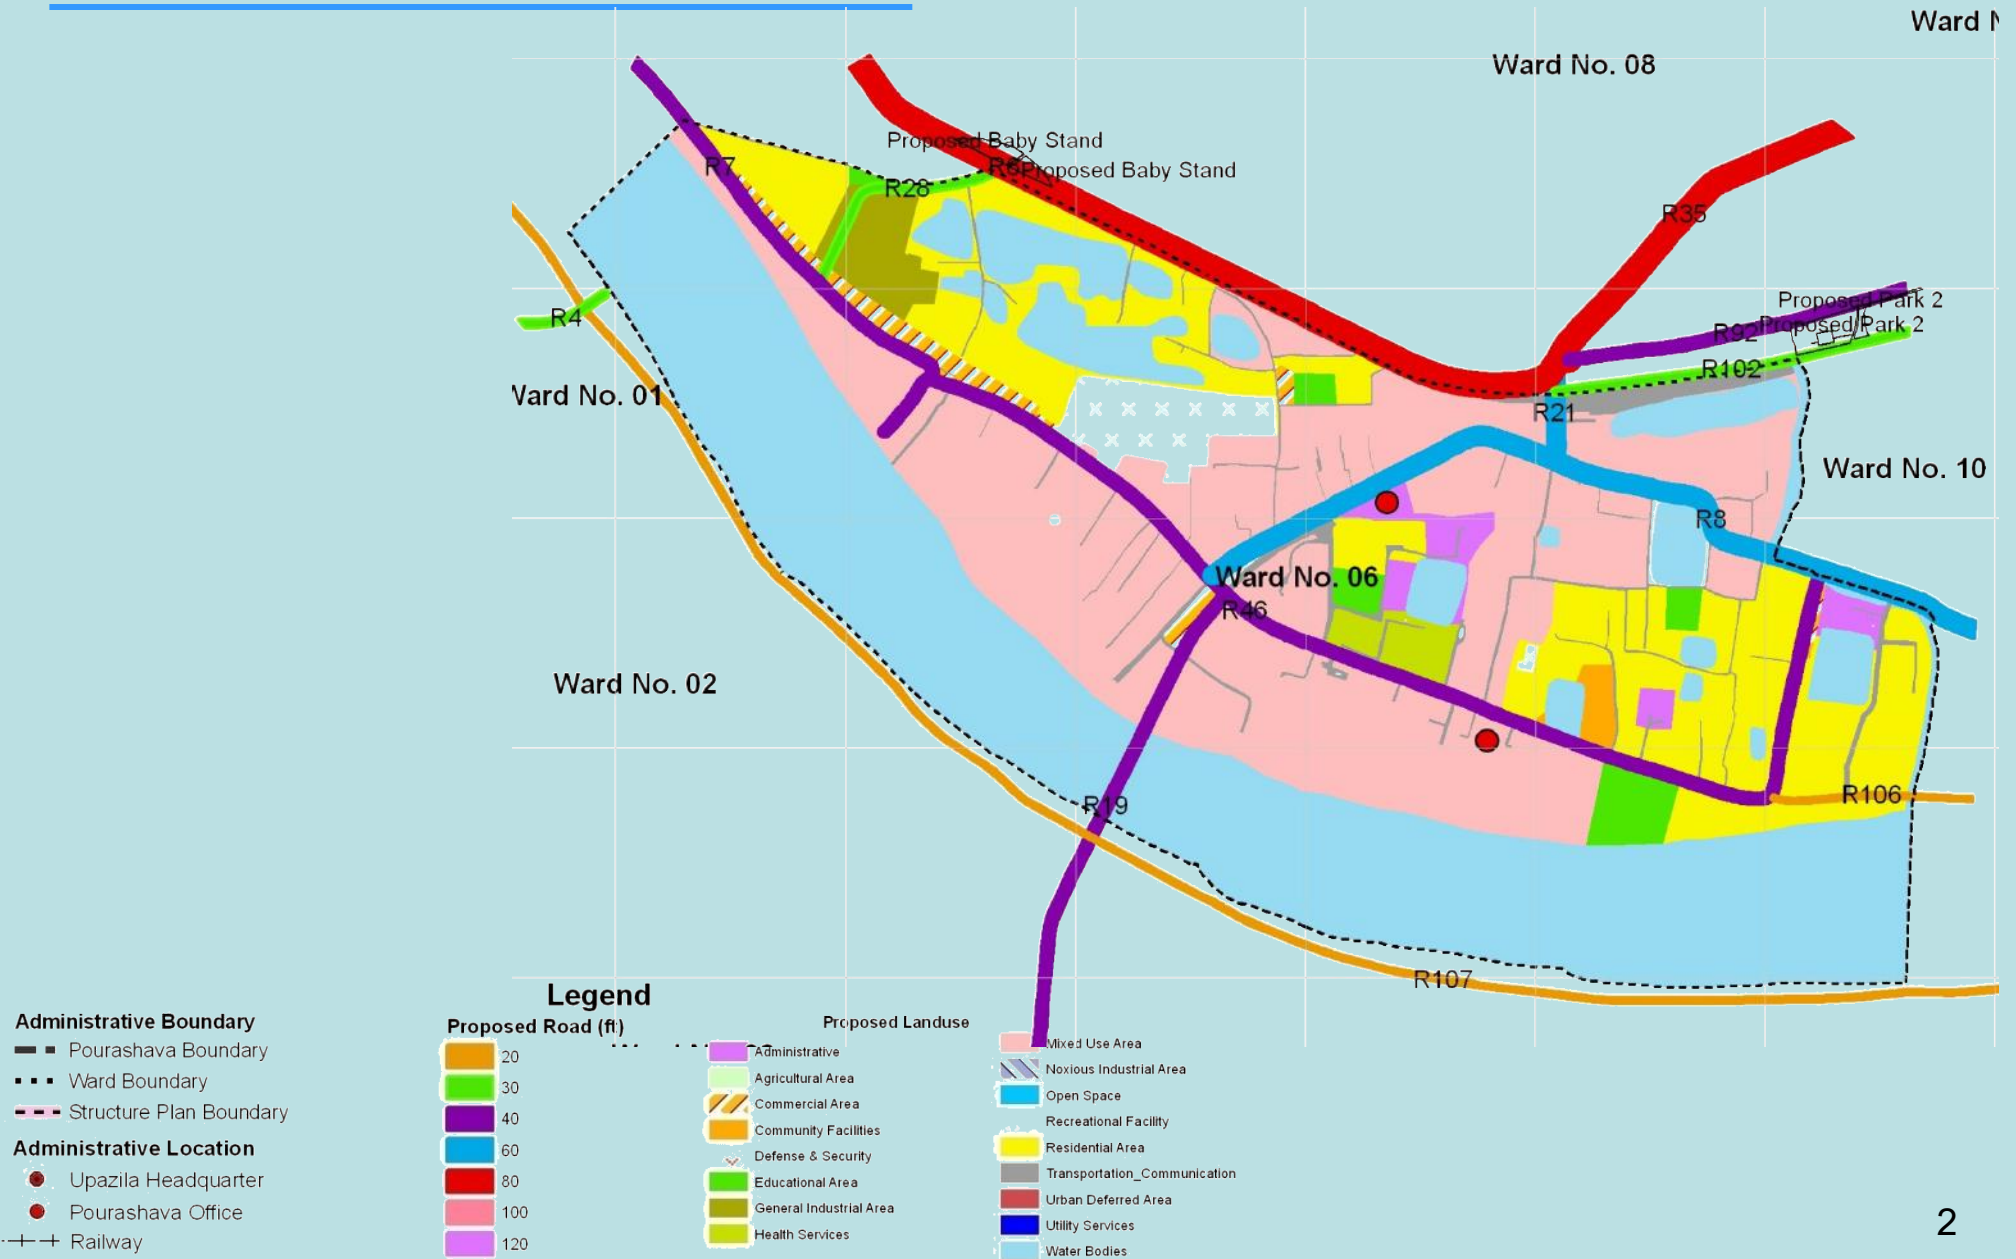 Ward N
Ward No. 08
Proposed Baby Stand
R7
Proposed Baby Stand
R28
R35
Proposed Park 2
R4
Proposed Park 2
R92
R102
Ward No. 01
R21
Ward No. 10
R8
Ward No. 06
R46
Ward No. 02
R106
R19
R107
Legend
Administrative Boundary
Pourashava Boundary
Ward Boundary
Structure Plan Boundary
Administrative Location
Upazila Headquarter
Pourashava Office
Railway
Proposed Road (ft)
20
30
40
60
80
100
120
Proposed Landuse
Administrative
Agricultural Area
Commercial Area
Community Facilities
Defense & Security
Educational Area
General Industrial Area
Health Services
Mixed Use Area
Noxious Industrial Area
Open Space
Recreational Facility
Residential Area
Transportation_Communication
Urban Deferred Area
Utility Services
Water Bodies
2